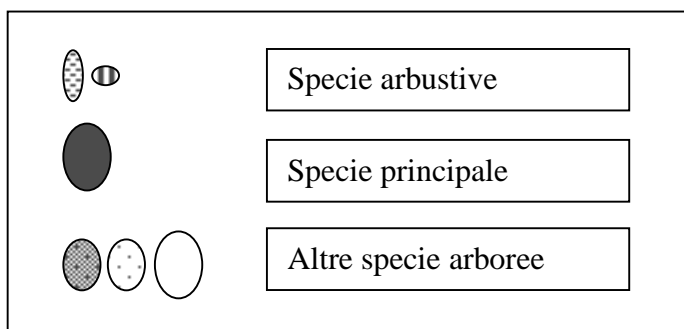 Specie arbustive
Specie principale
Altre specie arboree